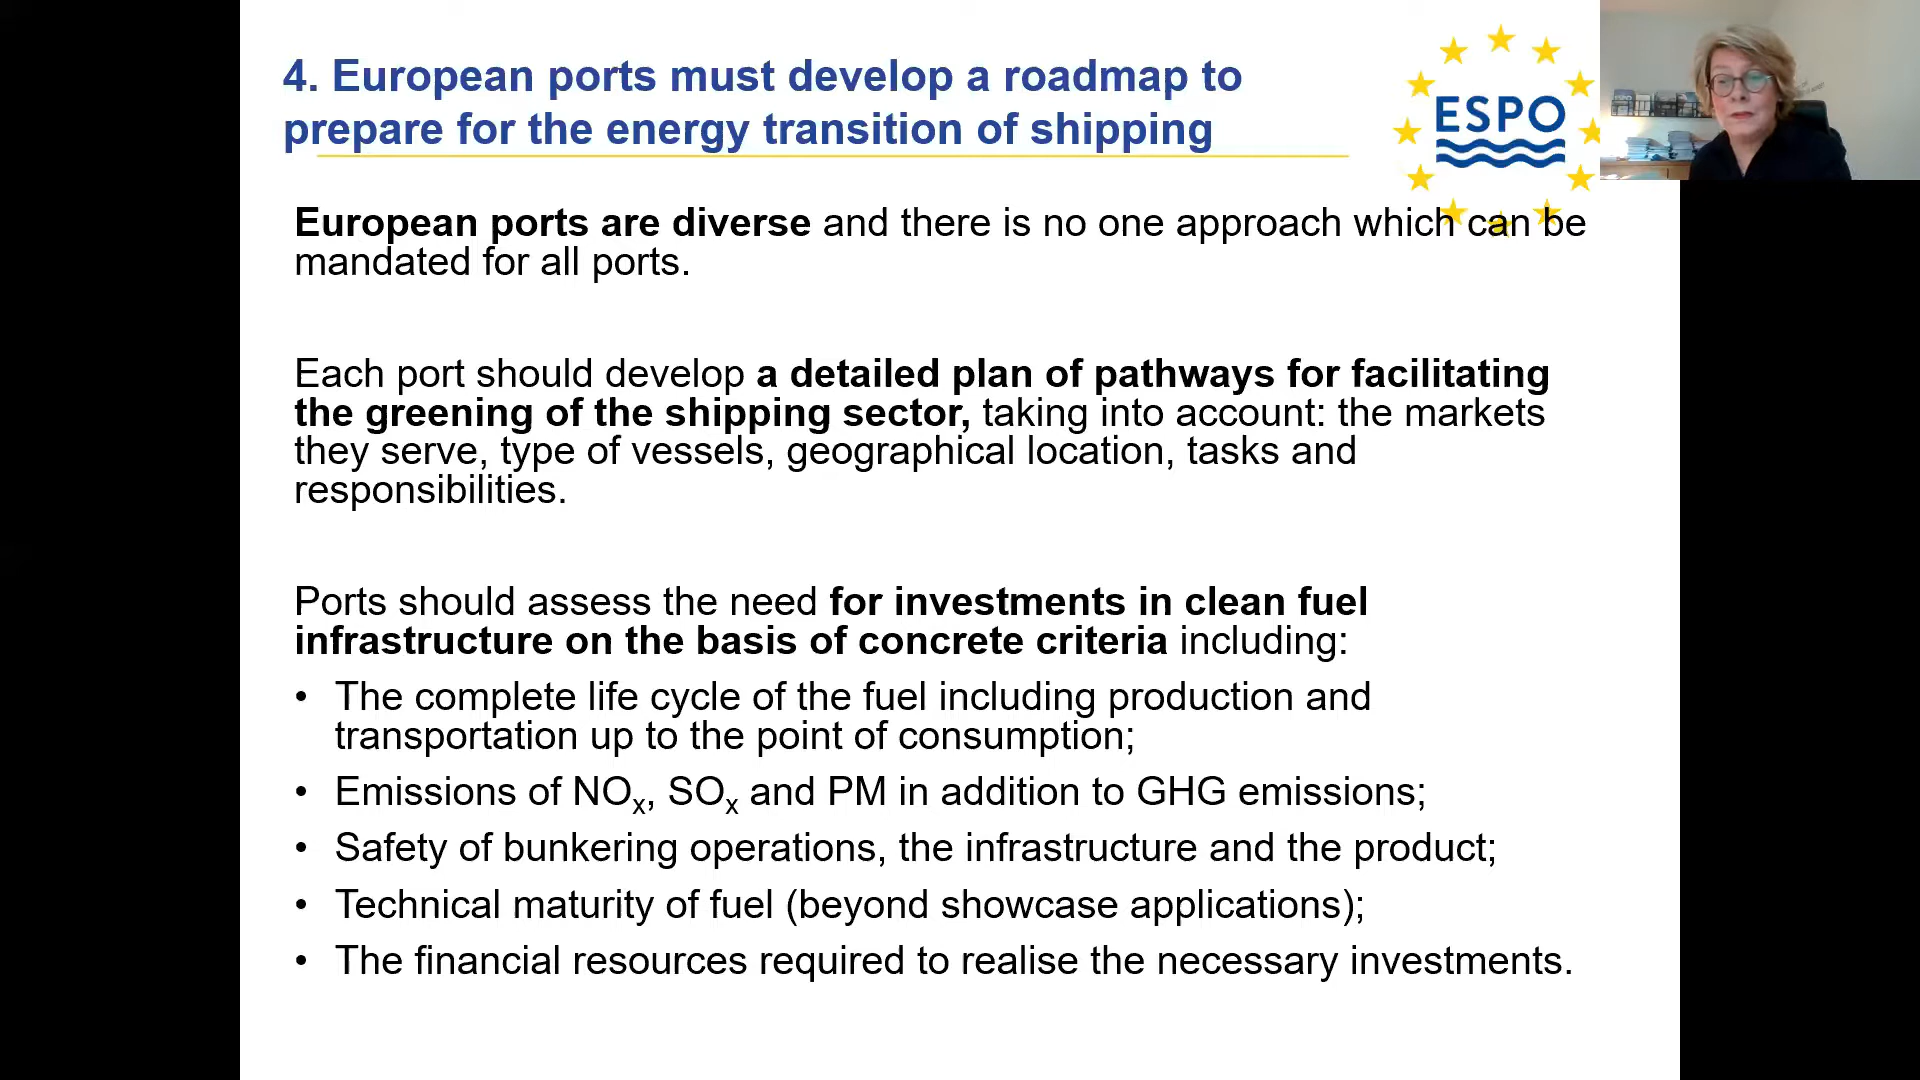 4. European ports must develop a roadmap to
prepare for the energy transition of shipping
ESPO
European ports are diverse and there is no one approach which can be
mandated for all ports.
Each port should develop a detailed plan of pathways for facilitating
the greening of the shipping sector, taking into account: the markets
they serve, type of vessels, geographical location, tasks and
responsibilities.
Ports should assess the need for investments in clean fuel
infrastructure on the basis of concrete criteria including:
• The complete life cycle of the fuel including production and
transportation up to the point of consumption;
• Emissions of NOx, SOx and PM in addition to GHG emissions;
• Safety of bunkering operations, the infrastructure and the product;
• Technical maturity of fuel (beyond showcase applications);
• The financial resources required to realise the necessary investments.